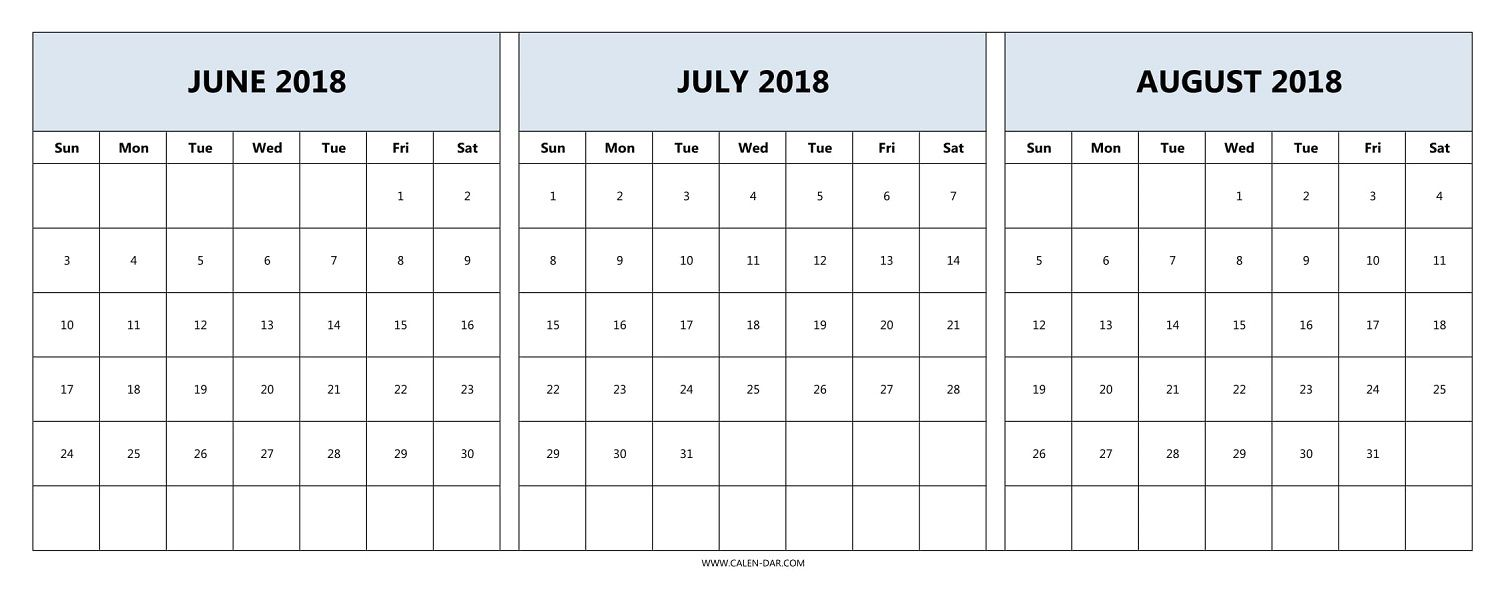 JUNE 2018 JULY 2018 AUGUST 2018
Sun Mon Tue Wed Tue Fri Sat Sun Mon Tue Wed Tue Fri Sat Sun Mon Tue Wed Tue Fri Sat
1 2 1 2 3 4 5 6 7 1 2 3 4
3 4 5 6 7 8 9 8 9 10 11 12 13 14 5 6 7 8 9 10 11
10 11 12 13 14 15 16 15 16 17 18 19 20 21 12 13 14 15 16 17 18
17 18 19 20 21 22 23 22 23 24 25 26 27 28 19 20 21 22 23 24 25
24 25 26 27 28 29 30 29 30 31 26 27 28 29 30 31
WWW.CALEN-DAR.COM